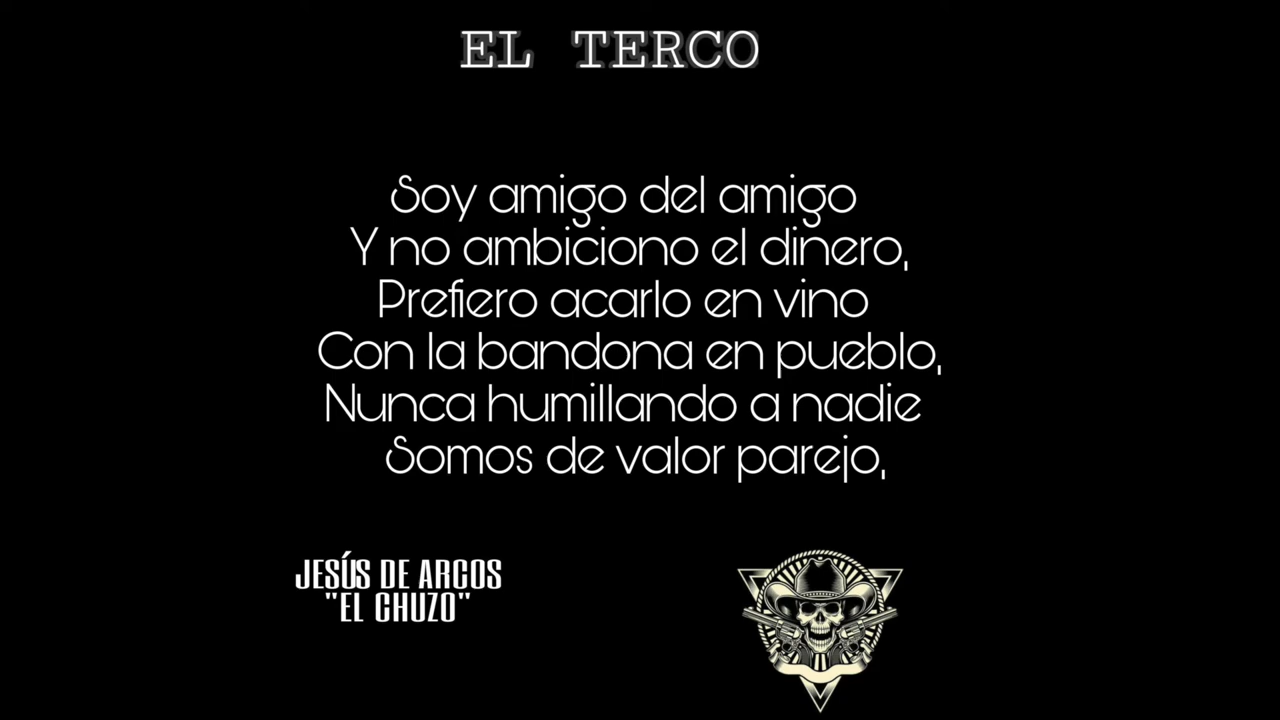 EL TERCO
Soy amigo del amigo
Y no ambiciono el dinero,
Prefiero acarlo en vino
Con la bandona en pueblo,
Nunca humillando a nadie
Somos de valor parejo,
JESÚS DE ARCOS
"EL CHUZO"